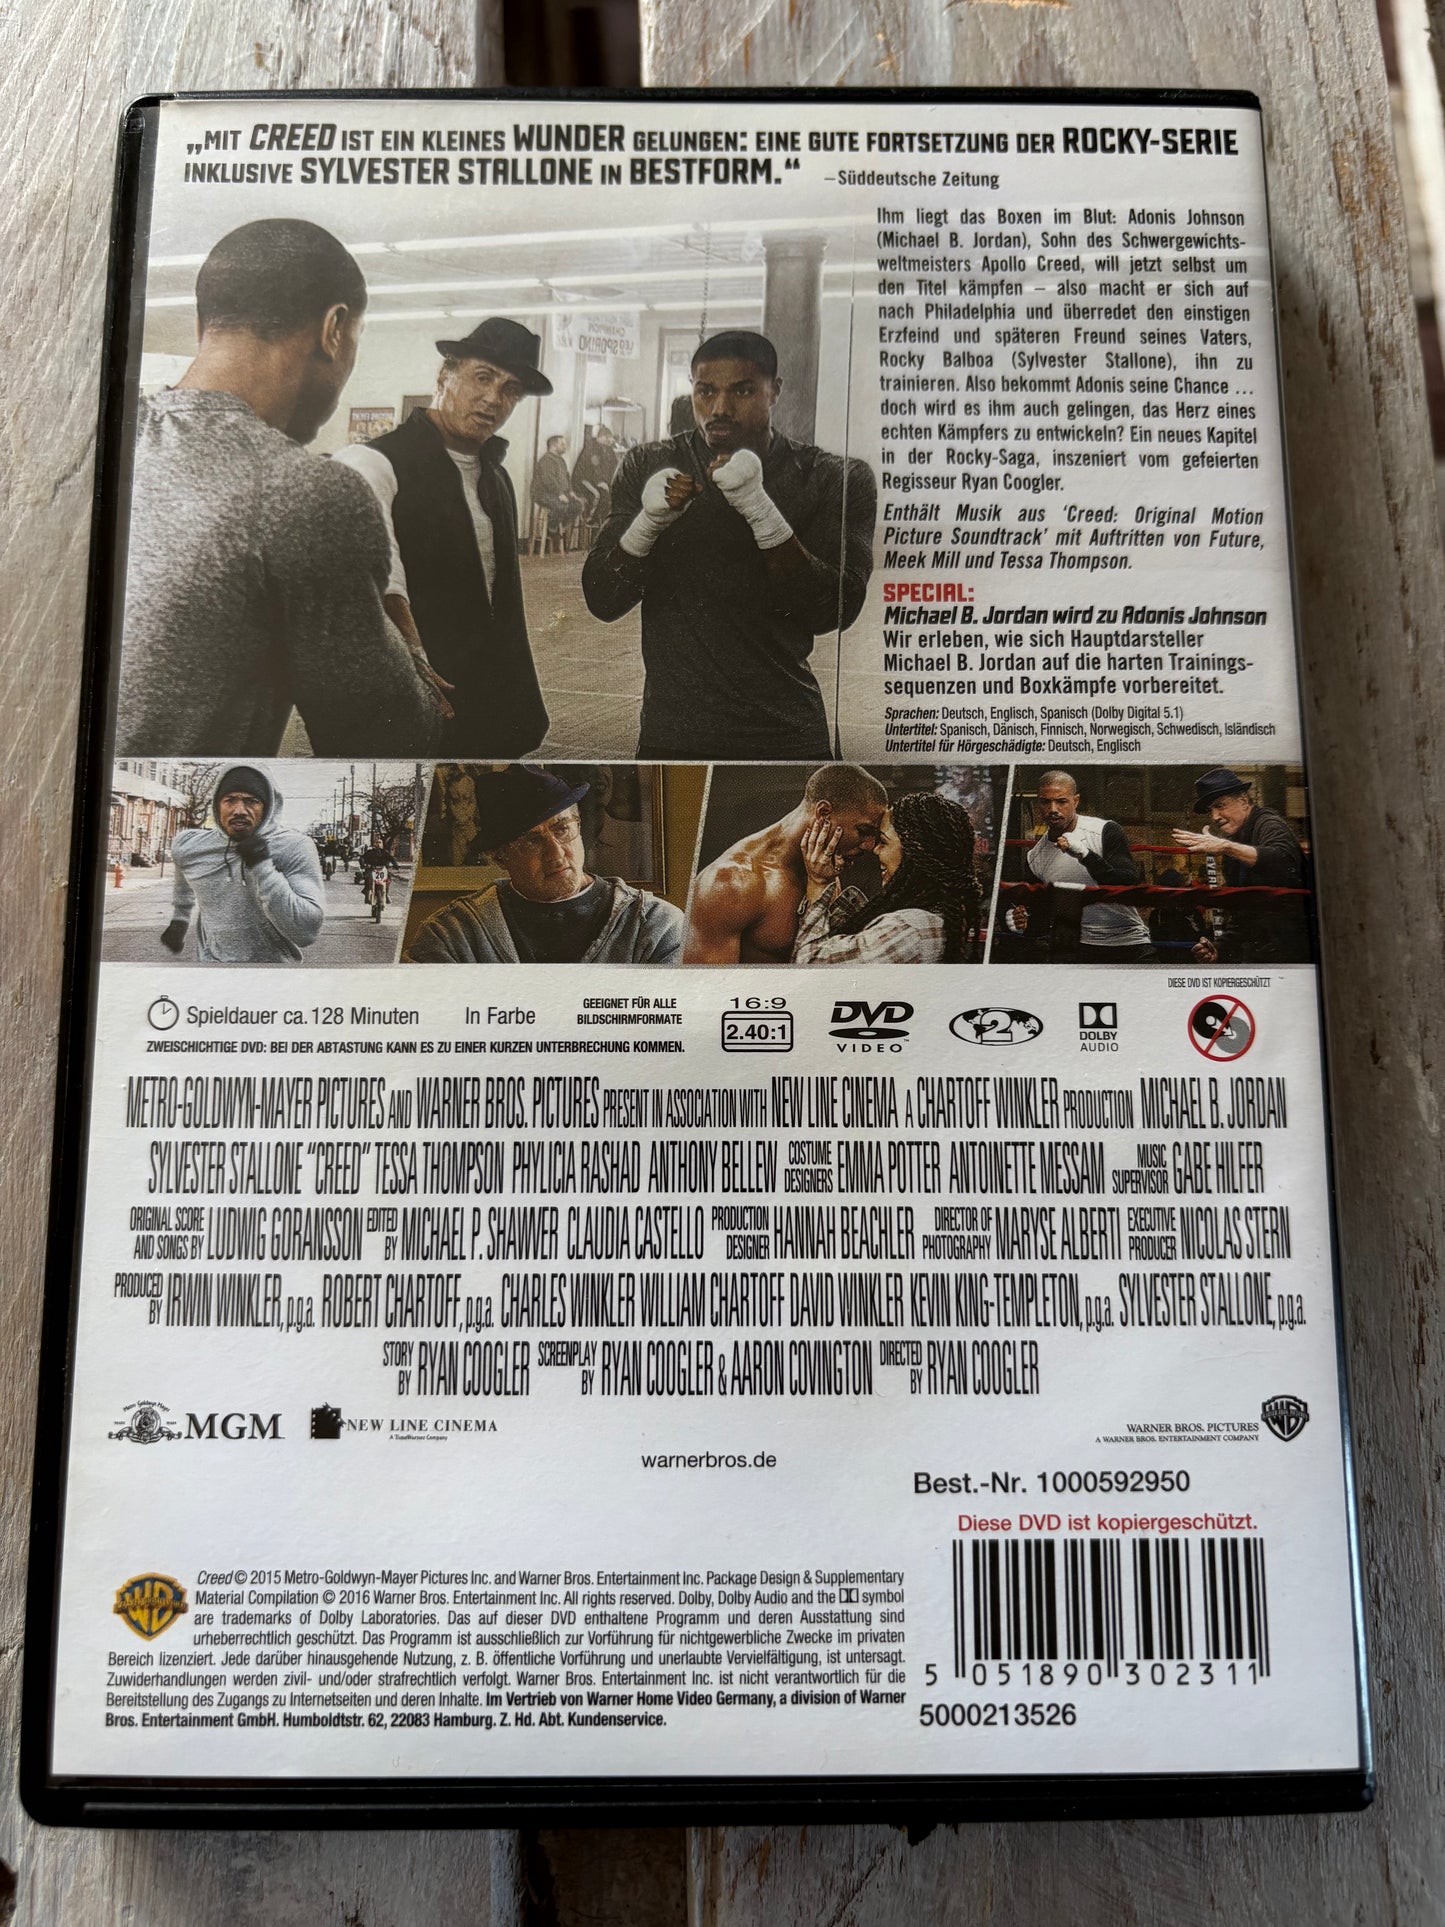 „MIT CREED IST EIN KLEINES WUNDER GELUNGEN: EINE GUTE FORTSETZUNG DER ROCKY-SERIE
INKLUSIVE SYLVESTER STALLONE IN BESTFORM.“ –Süddeutsche Zeitung
Ihm liegt das Boxen im Blut: Adonis Johnson
(Michael B. Jordan), Sohn des Schwergewichts-
weltmeisters Apollo Creed, will jetzt selbst um
den Titel kämpfen – also macht er sich auf
nach Philadelphia und überredet den einstigen
Erzfeind und späteren Freund seines Vaters,
Rocky Balboa (Sylvester Stallone), ihn zu
trainieren. Also bekommt Adonis seine Chance ...
doch wird es ihm auch gelingen, das Herz eines
echten Kämpfers zu entwickeln? Ein neues Kapitel
in der Rocky-Saga, inszeniert vom gefeierten
Regisseur Ryan Coogler.
Enthält Musik aus ‘Creed: Original Motion
Picture Soundtrack’ mit Auftritten von Future,
Meek Mill und Tessa Thompson.
SPECIAL:
Michael B. Jordan wird zu Adonis Johnson
Wir erleben, wie sich Hauptdarsteller
Michael B. Jordan auf die harten Trainings-
sequenzen und Boxkämpfe vorbereitet.
Sprachen: Deutsch, Englisch, Spanisch (Dolby Digital 5.1)
Untertitel: Spanisch, Dänisch, Finnisch, Norwegisch, Schwedisch, Isländisch
Untertitel für Hörgeschädigte: Deutsch, Englisch
20
EVERL
DIESE DVD IST KOPIERGESCHÜTZT ™
Spieldauer ca. 128 Minuten In Farbe
GEEIGNET FÜR ALLE
BILDSCHIRMFORMATE
16:9
2.40:1
DVD
VIDEO™
2
DOLBY
AUDIO
ZWEISCHICHTIGE DVD: BEI DER ABTASTUNG KANN ES ZU EINER KURZEN UNTERBRECHUNG KOMMEN.
METRO-GOLDWYN-MAYER PICTURES AND WARNER BROS. PICTURES PRESENT IN ASSOCIATION WITH NEW LINE CINEMA A CHARTOFF WINKLER PRODUCTION MICHAEL B. JORDAN
SYLVESTER STALLONE “CREED” TESSA THOMPSON PHYLICIA RASHAD ANTHONY BELLEW COSTUME DESIGNERS EMMA POTTER ANTOINETTE MESSAM MUSIC SUPERVISOR GABE HILFER
ORIGINAL SCORE AND SONGS BY LUDWIG GORANSSON EDITED BY MICHAEL P. SHAWVER CLAUDIA CASTELLO PRODUCTION DESIGNER HANNAH BEACHLER DIRECTOR OF PHOTOGRAPHY MARYSE ALBERTI EXECUTIVE PRODUCER NICOLAS STERN
PRODUCED BY IRWIN WINKLER, p.g.a. ROBERT CHARTOFF, p.g.a. CHARLES WINKLER WILLIAM CHARTOFF DAVID WINKLER KEVIN KING-TEMPLETON, p.g.a. SYLVESTER STALLONE, p.g.a.
STORY BY RYAN COOGLER SCREENPLAY BY RYAN COOGLER & AARON COVINGTON DIRECTED BY RYAN COOGLER
MGM
NEW LINE CINEMA
A TimeWarner Company
WARNER BROS. PICTURES
A WARNER BROS. ENTERTAINMENT COMPANY
warnerbros.de
Best.-Nr. 1000592950
Diese DVD ist kopiergeschützt.
Creed © 2015 Metro-Goldwyn-Mayer Pictures Inc. and Warner Bros. Entertainment Inc. Package Design & Supplementary
Material Compilation © 2016 Warner Bros. Entertainment Inc. All rights reserved. Dolby, Dolby Audio and the symbol
are trademarks of Dolby Laboratories. Das auf dieser DVD enthaltene Programm und deren Ausstattung sind
urheberrechtlich geschützt. Das Programm ist ausschließlich zur Vorführung für nichtgewerbliche Zwecke im privaten
Bereich lizenziert. Jede darüber hinausgehende Nutzung, z. B. öffentliche Vorführung und unerlaubte Vervielfältigung, ist untersagt.
Zuwiderhandlungen werden zivil- und/oder strafrechtlich verfolgt. Warner Bros. Entertainment Inc. ist nicht verantwortlich für die
Bereitstellung des Zugangs zu Internetseiten und deren Inhalte. Im Vertrieb von Warner Home Video Germany, a division of Warner
Bros. Entertainment GmbH. Humboldtstr. 62, 22083 Hamburg. Z. Hd. Abt. Kundenservice.
5 051890 302311
5000213526